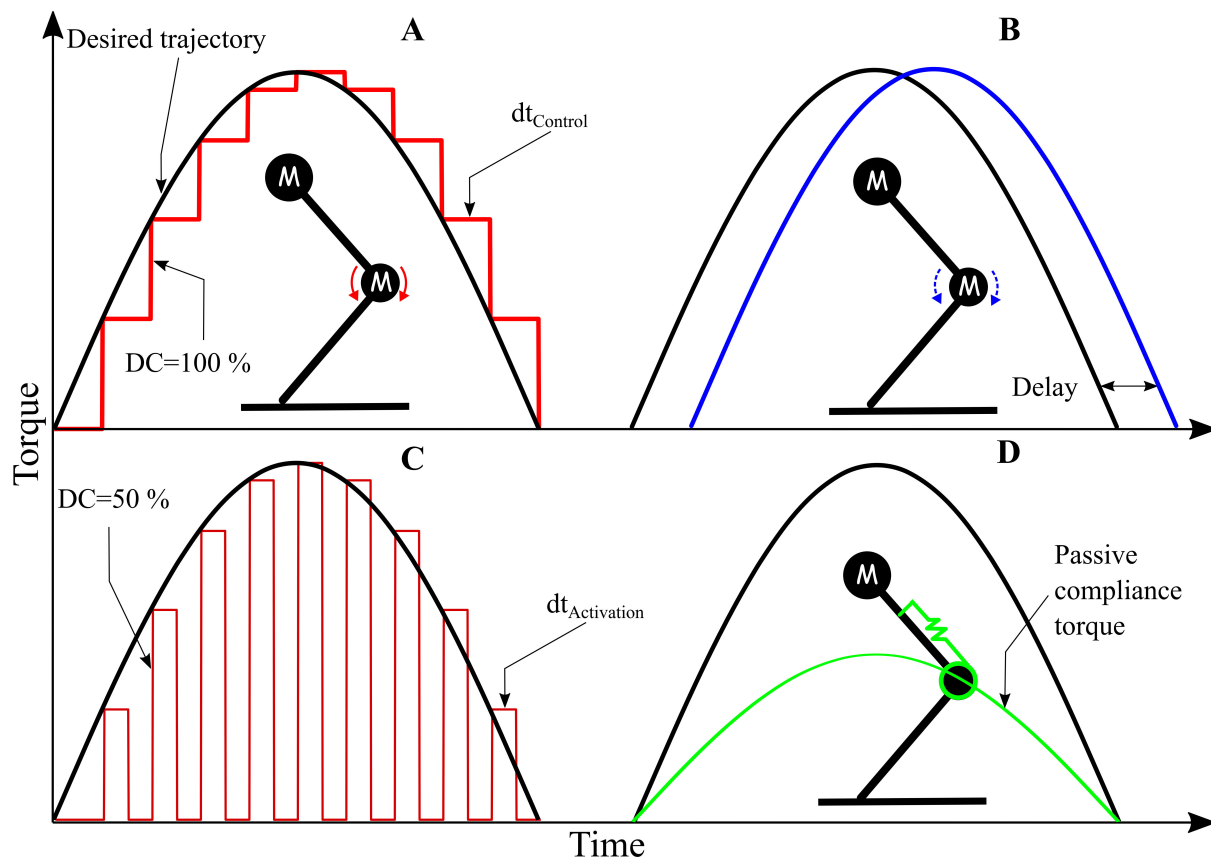 A
Desired trajectory
dtControl
DC=100 %
M
M
B
M
M
Delay
Torque
C
DC=50 %
dtActivation
D
M
Passive
compliance
torque
Time